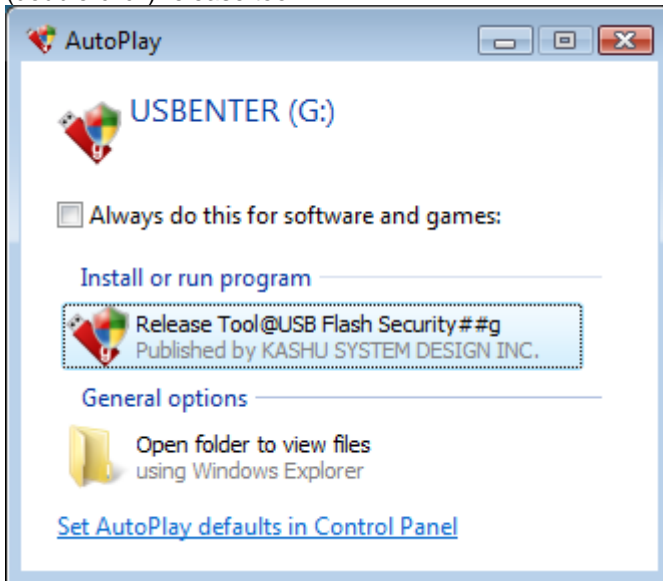 AutoPlay
USBENTER (G:)
Always do this for software and games:
Install or run program
Release Tool@USB Flash Security##g
Published by KASHU SYSTEM DESIGN INC.
General options
Open folder to view files
using Windows Explorer
Set AutoPlay defaults in Control Panel